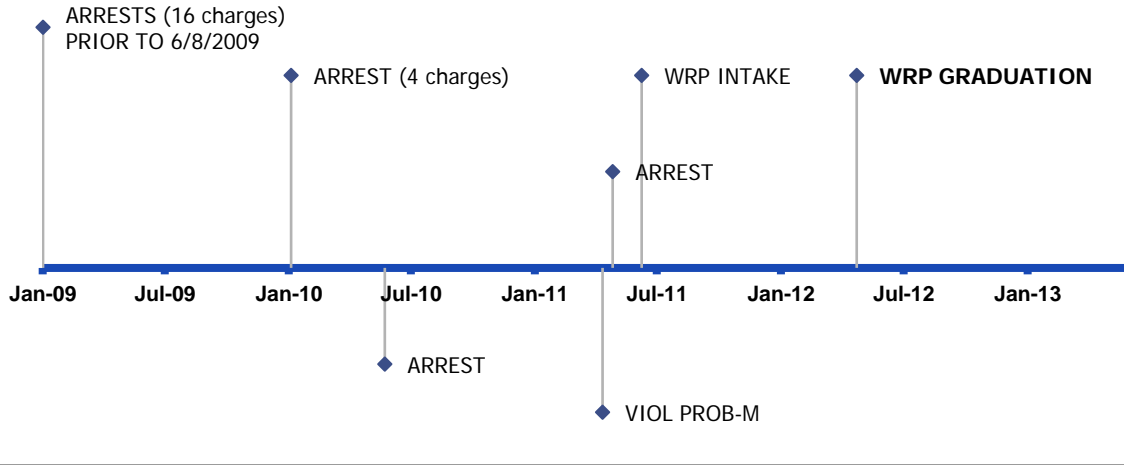 ARRESTS (16 charges)
PRIOR TO 6/8/2009
ARREST (4 charges)
WRP INTAKE
WRP GRADUATION
ARREST
Jan-09 Jul-09 Jan-10 Jul-10 Jan-11 Jul-11 Jan-12 Jul-12 Jan-13
ARREST
VIOL PROB-M